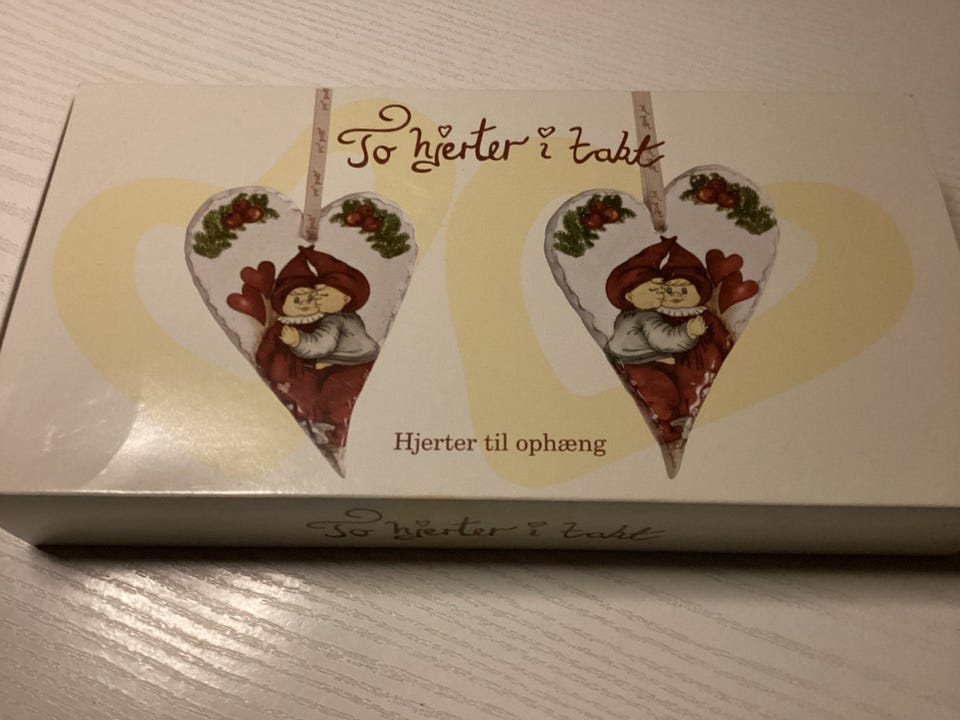 To hjerter i takt
Hjerter til ophæng
To hjerter i takt